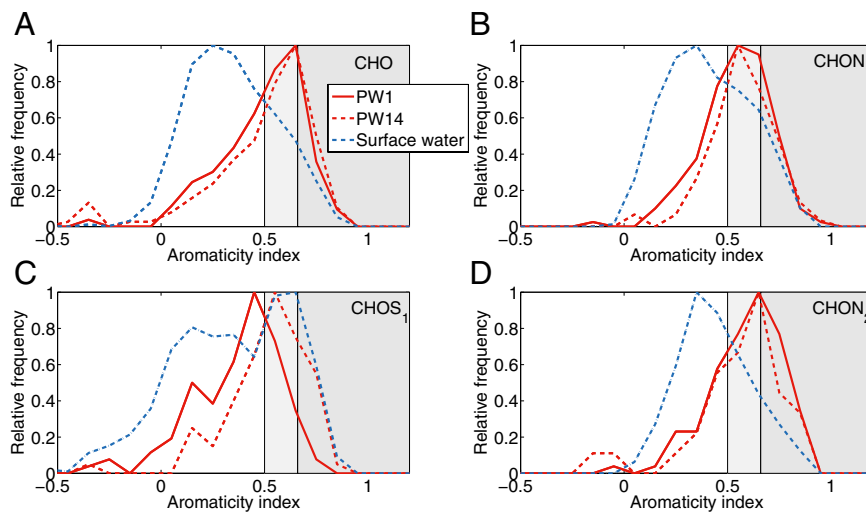 A
CHO
PW1
PW14
Surface water
Relative frequency
1
0.8
0.6
0.4
0.2
0
−0.5
0
0.5
1
Aromaticity index
B
CHON
Relative frequency
1
0.8
0.6
0.4
0.2
0
−0.5
0
0.5
1
Aromaticity index
C
CHOS1
Relative frequency
1
0.8
0.6
0.4
0.2
0
−0.5
0
0.5
1
Aromaticity index
D
CHON
Relative frequency
1
0.8
0.6
0.4
0.2
0
−0.5
0
0.5
1
Aromaticity index